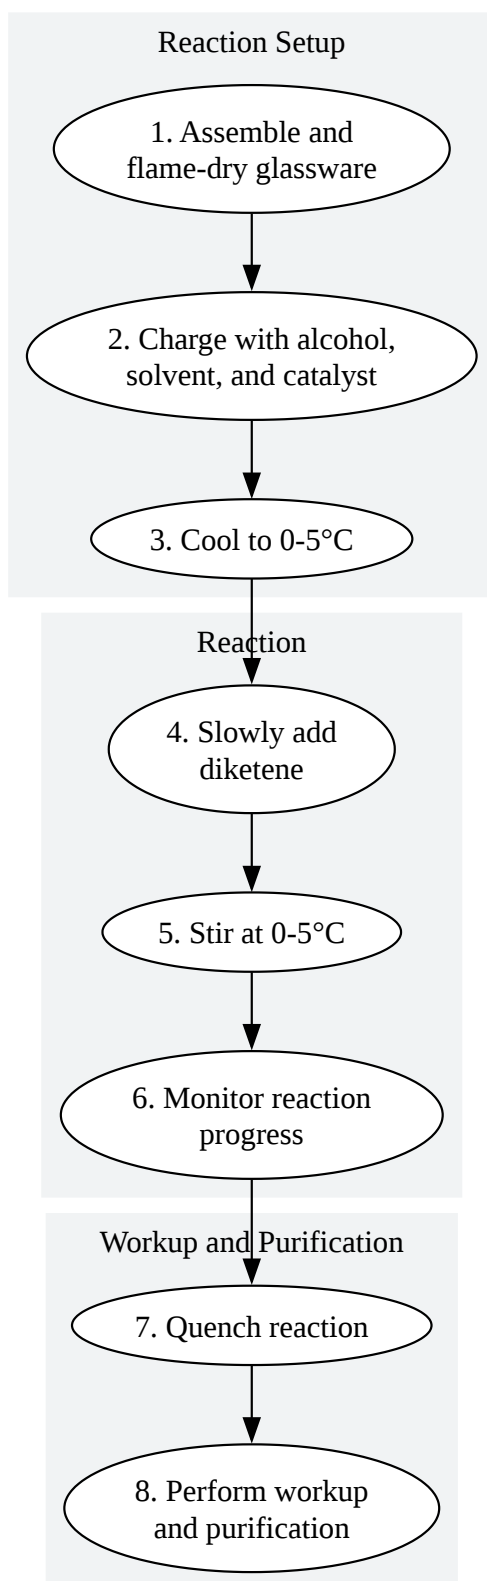 Reaction Setup
1. Assemble and
flame-dry glassware
2. Charge with alcohol,
solvent, and catalyst
3. Cool to 0-5°C
Reaction
4. Slowly add
diketene
5. Stir at 0-5°C
6. Monitor reaction
progress
Workup and Purification
7. Quench reaction
8. Perform workup
and purification